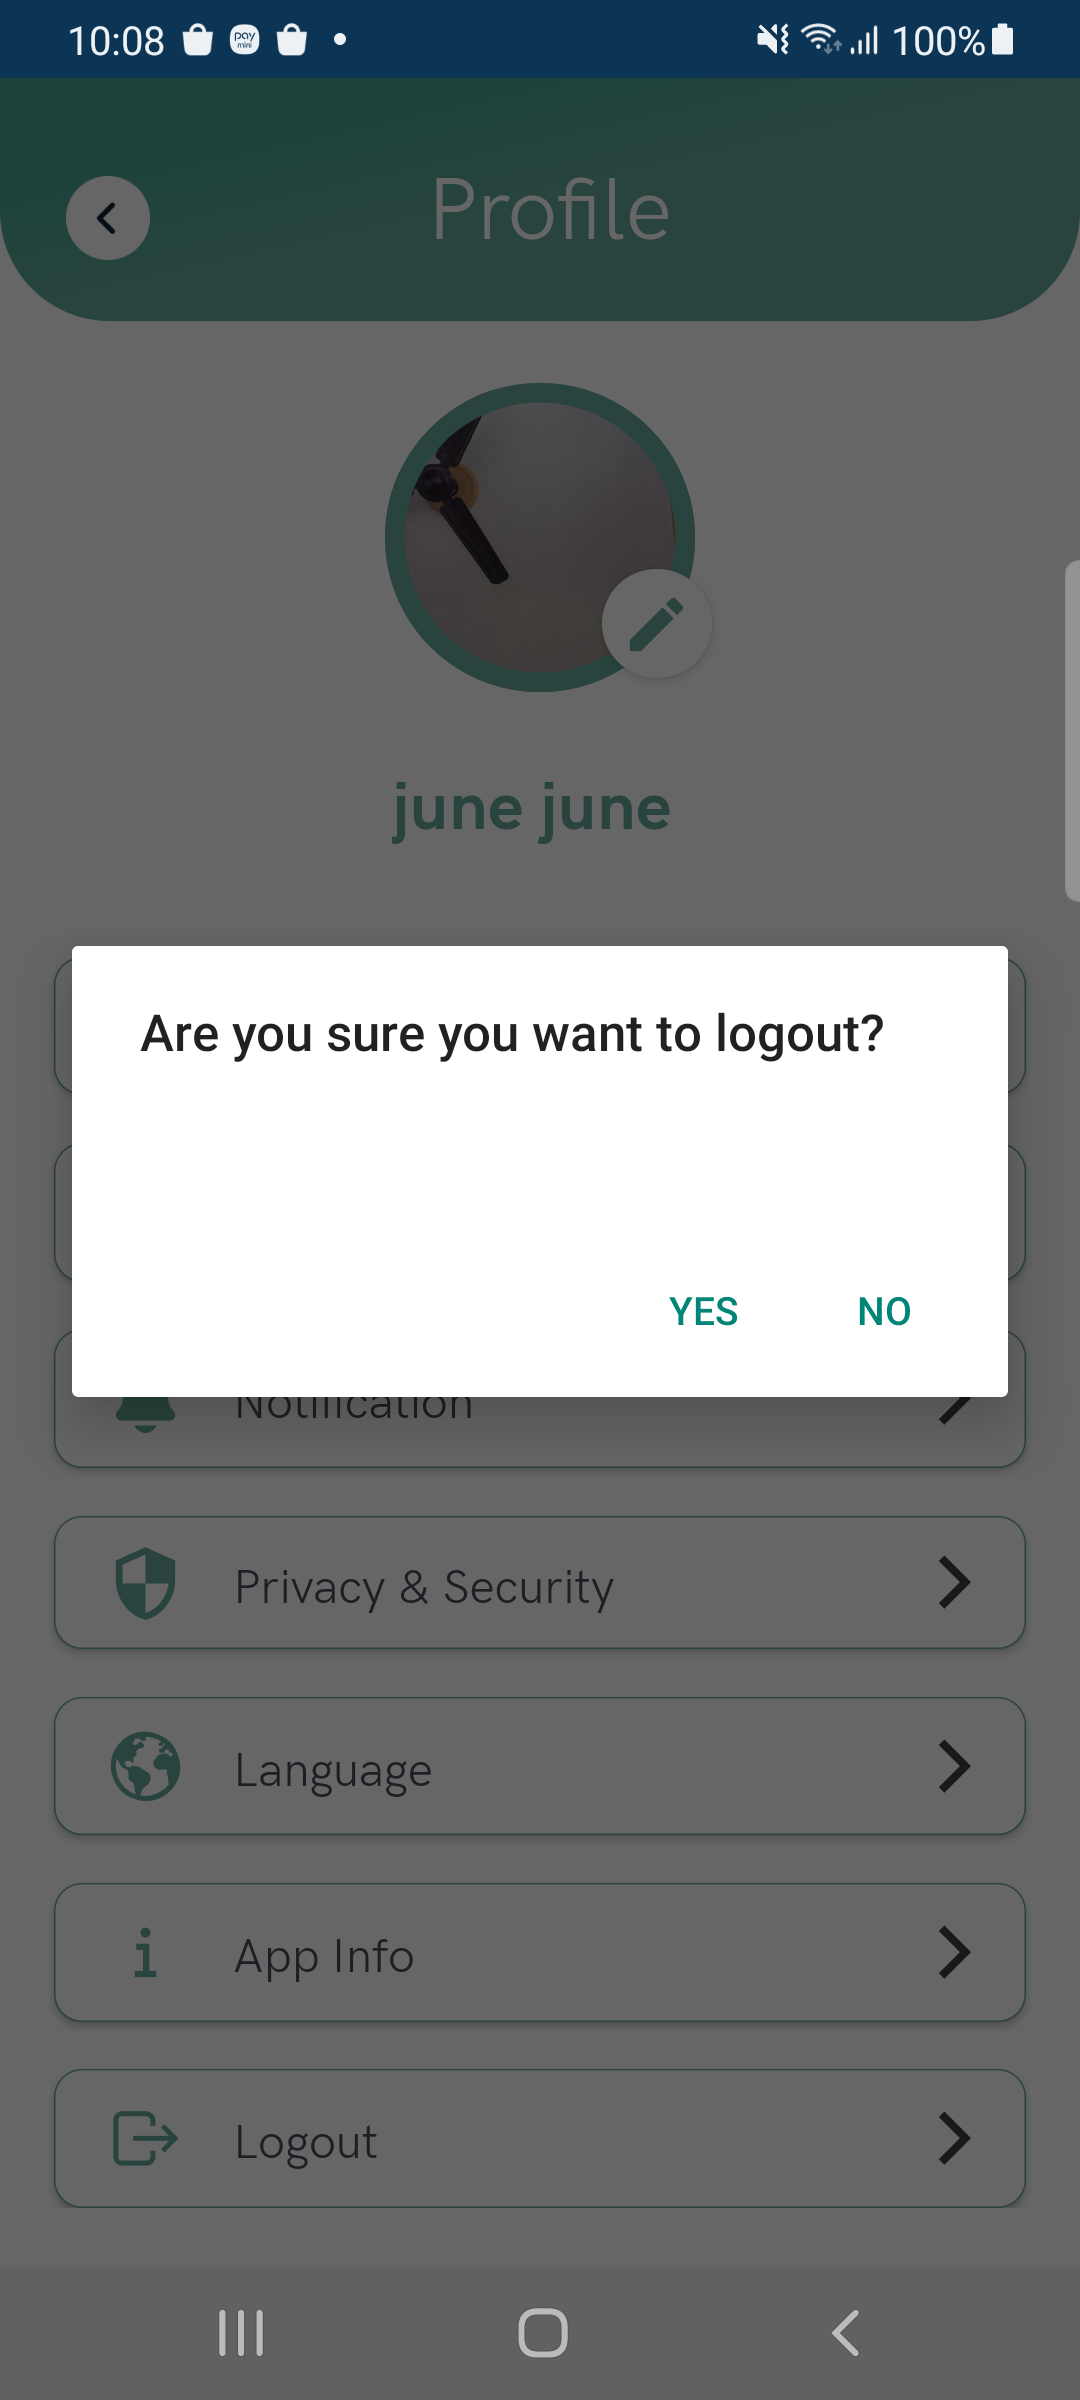 10:08 pay mini 100%
Profile
june june
Are you sure you want to logout?
YES NO
Notification
Privacy & Security
Language
App Info
Logout